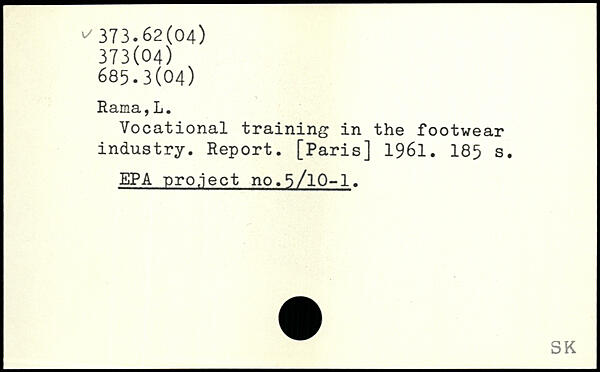 ✓ 373.62(04)
373(04)
685.3(04)
Rama,L.
Vocational training in the footwear
industry. Report. [Paris] 1961. 185 s.
EPA project no.5/10-1.
SK